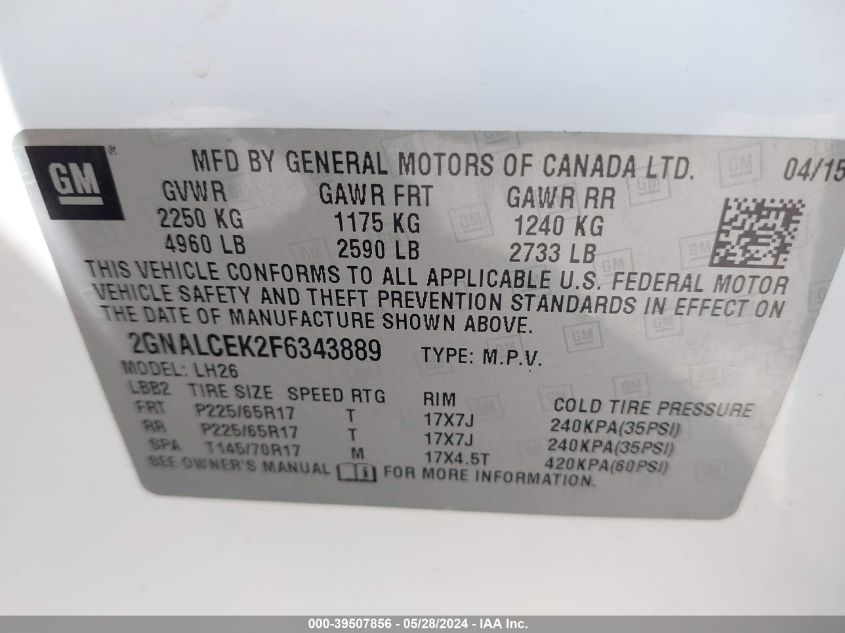 GM ®
MFD BY GENERAL MOTORS OF CANADA LTD. 04/15
GVWR GAWR FRT GAWR RR
2250 KG 1175 KG 1240 KG
4960 LB 2590 LB 2733 LB
THIS VEHICLE CONFORMS TO ALL APPLICABLE U.S. FEDERAL MOTOR
VEHICLE SAFETY AND THEFT PREVENTION STANDARDS IN EFFECT ON
THE DATE OF MANUFACTURE SHOWN ABOVE.
2GNALCEK2F6343889 TYPE: M.P.V.
MODEL: LH26
LBB2 TIRE SIZE SPEED RTG RIM COLD TIRE PRESSURE
FRT P225/65R17 T 17X7J 240KPA(35PSI)
RR P225/65R17 T 17X7J 240KPA(35PSI)
SPA T145/70R17 M 17X4.5T 420KPA(60PSI)
SEE OWNER'S MANUAL FOR MORE INFORMATION.
000-39507856 - 05/28/2024 - IAA Inc.